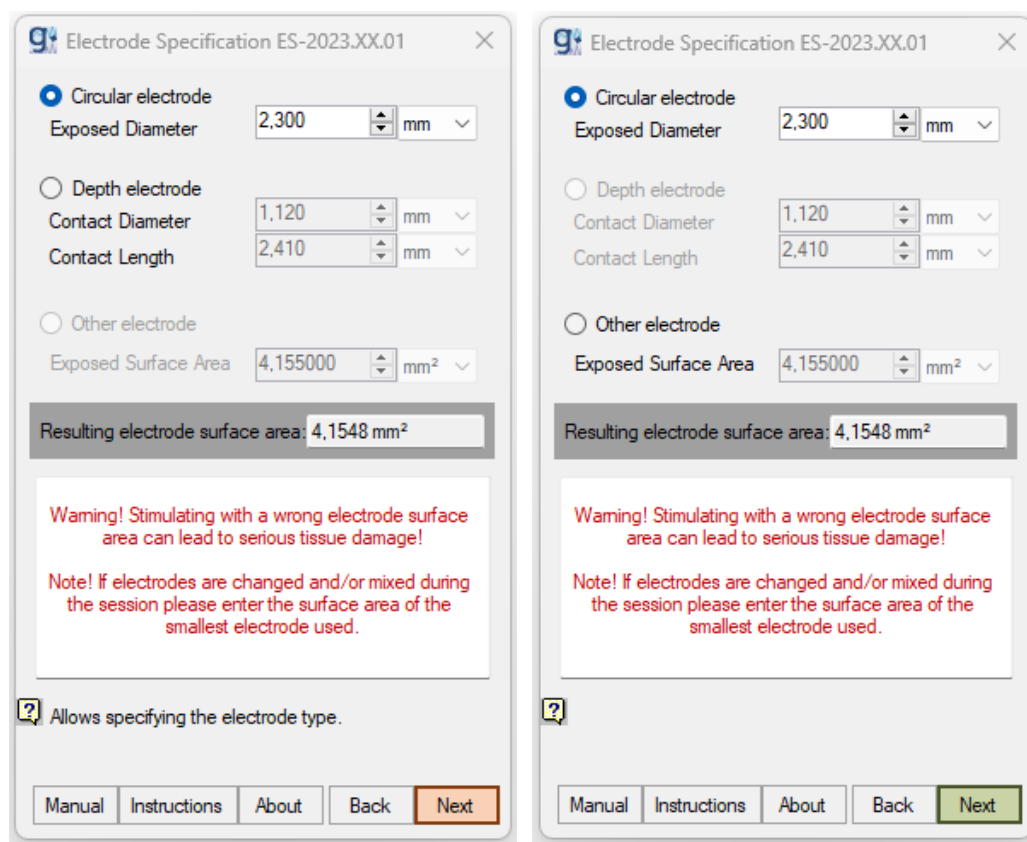 Electrode Specification ES-2023.XX.01
Circular electrode
Exposed Diameter 2,300 mm
Depth electrode
Contact Diameter 1,120 mm
Contact Length 2,410 mm
Other electrode
Exposed Surface Area 4,155000 mm²
Resulting electrode surface area: 4,1548 mm²
Warning! Stimulating with a wrong electrode surface
area can lead to serious tissue damage!
Note! If electrodes are changed and/or mixed during
the session please enter the surface area of the
smallest electrode used.
? Allows specifying the electrode type.
Manual Instructions About Back Next
Electrode Specification ES-2023.XX.01
Circular electrode
Exposed Diameter 2,300 mm
Depth electrode
Contact Diameter 1,120 mm
Contact Length 2,410 mm
Other electrode
Exposed Surface Area 4,155000 mm²
Resulting electrode surface area: 4,1548 mm²
Warning! Stimulating with a wrong electrode surface
area can lead to serious tissue damage!
Note! If electrodes are changed and/or mixed during
the session please enter the surface area of the
smallest electrode used.
?
Manual Instructions About Back Next